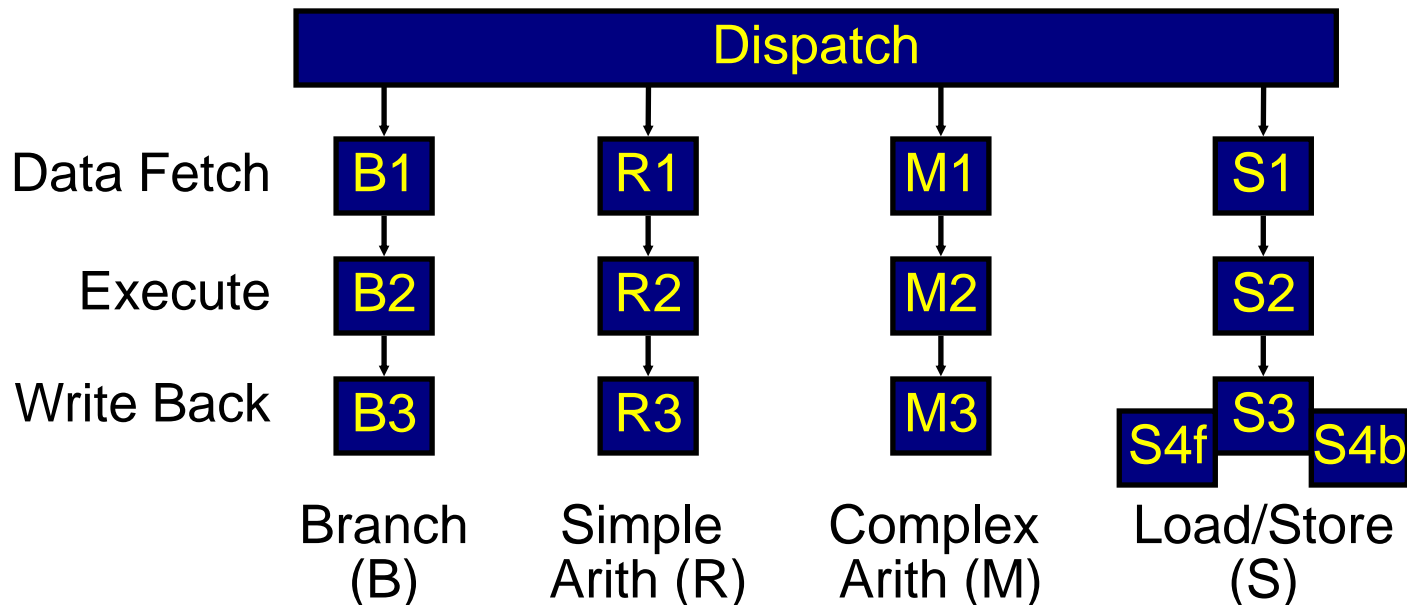 Dispatch
Data Fetch B1 R1 M1 S1
Execute B2 R2 M2 S2
Write Back B3 R3 M3 S3
S4f S4b
Branch Simple Complex Load/Store
(B) Arith (R) Arith (M) (S)